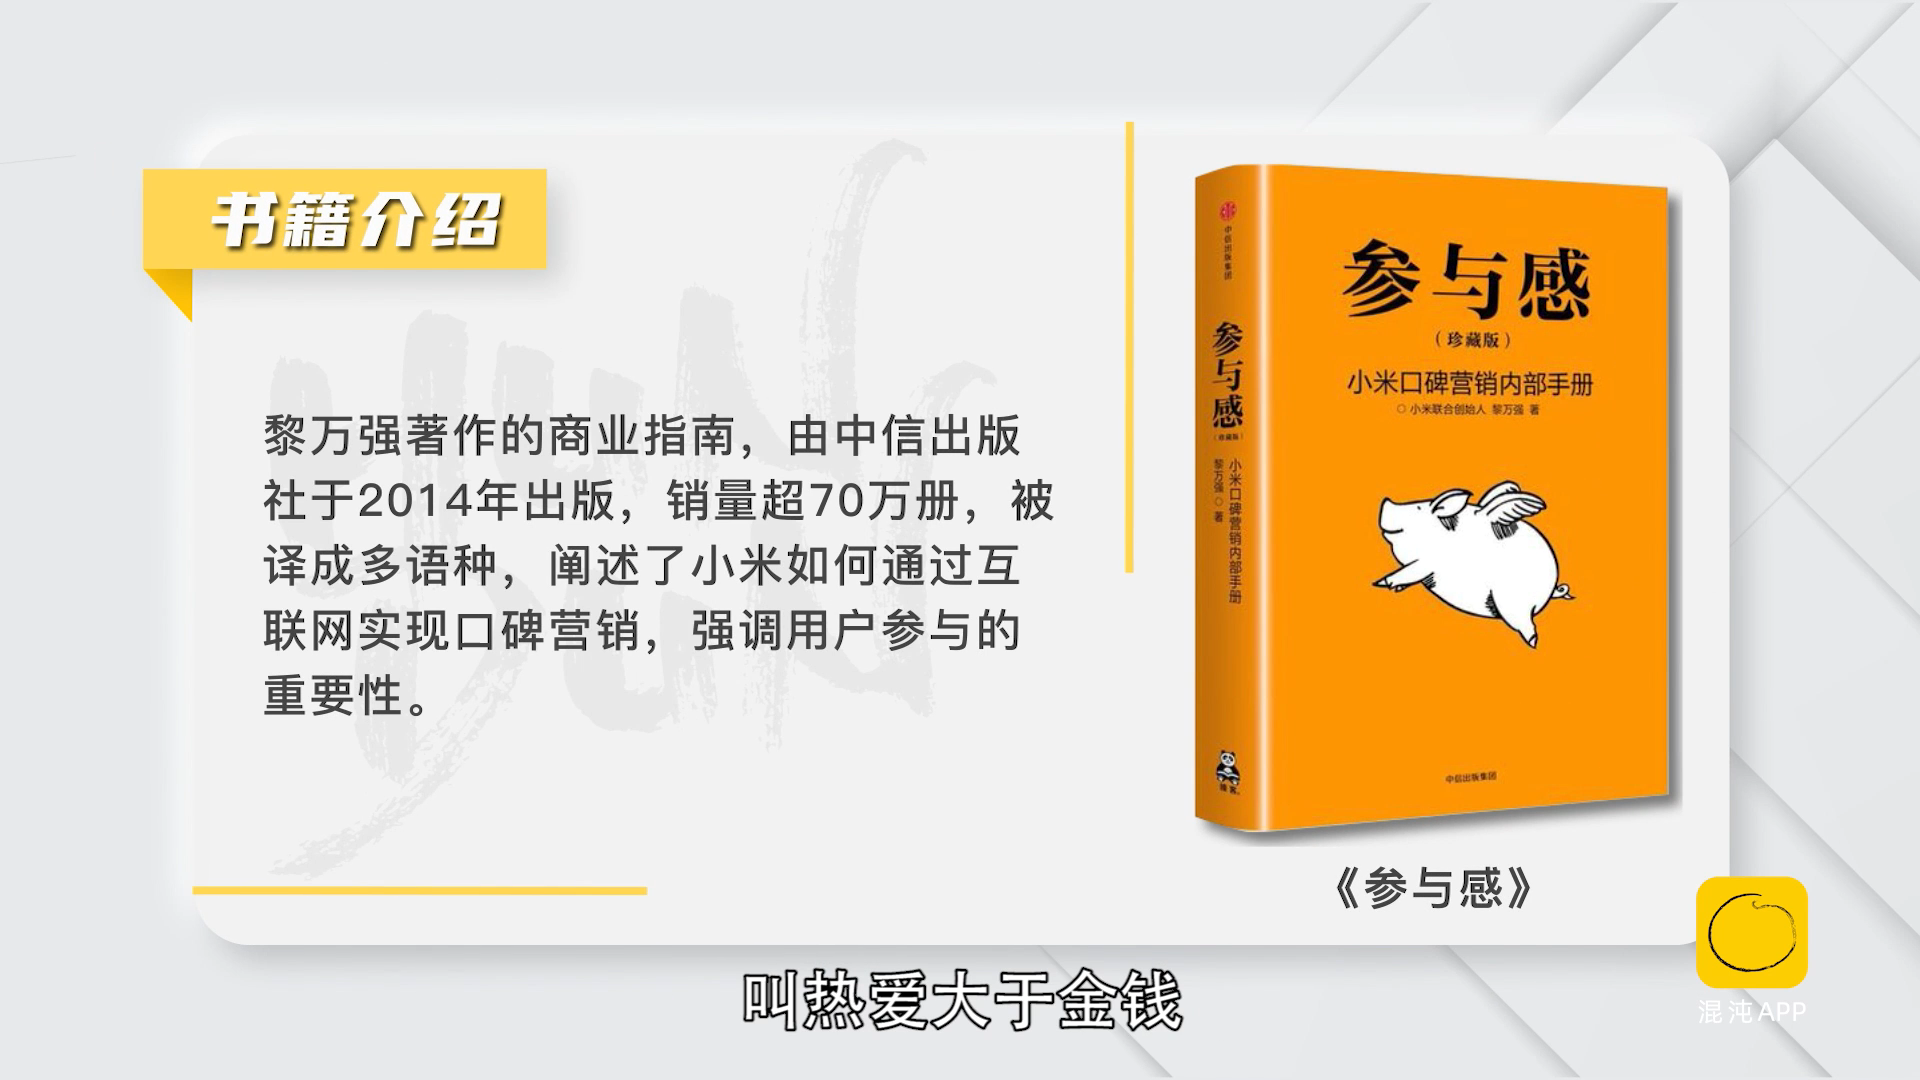 书籍介绍
黎万强著作的商业指南，由中信出版
社于2014年出版，销量超70万册，被
译成多语种，阐述了小米如何通过互
联网实现口碑营销，强调用户参与的
重要性。
中信出版集团
参与感
（珍藏版）
小米口碑营销内部手册
黎万强○著
参与感
（珍藏版）
小米口碑营销内部手册
○ 小米联合创始人 黎万强 著
中信出版集团
《参与感》
叫热爱大于金钱
混沌APP